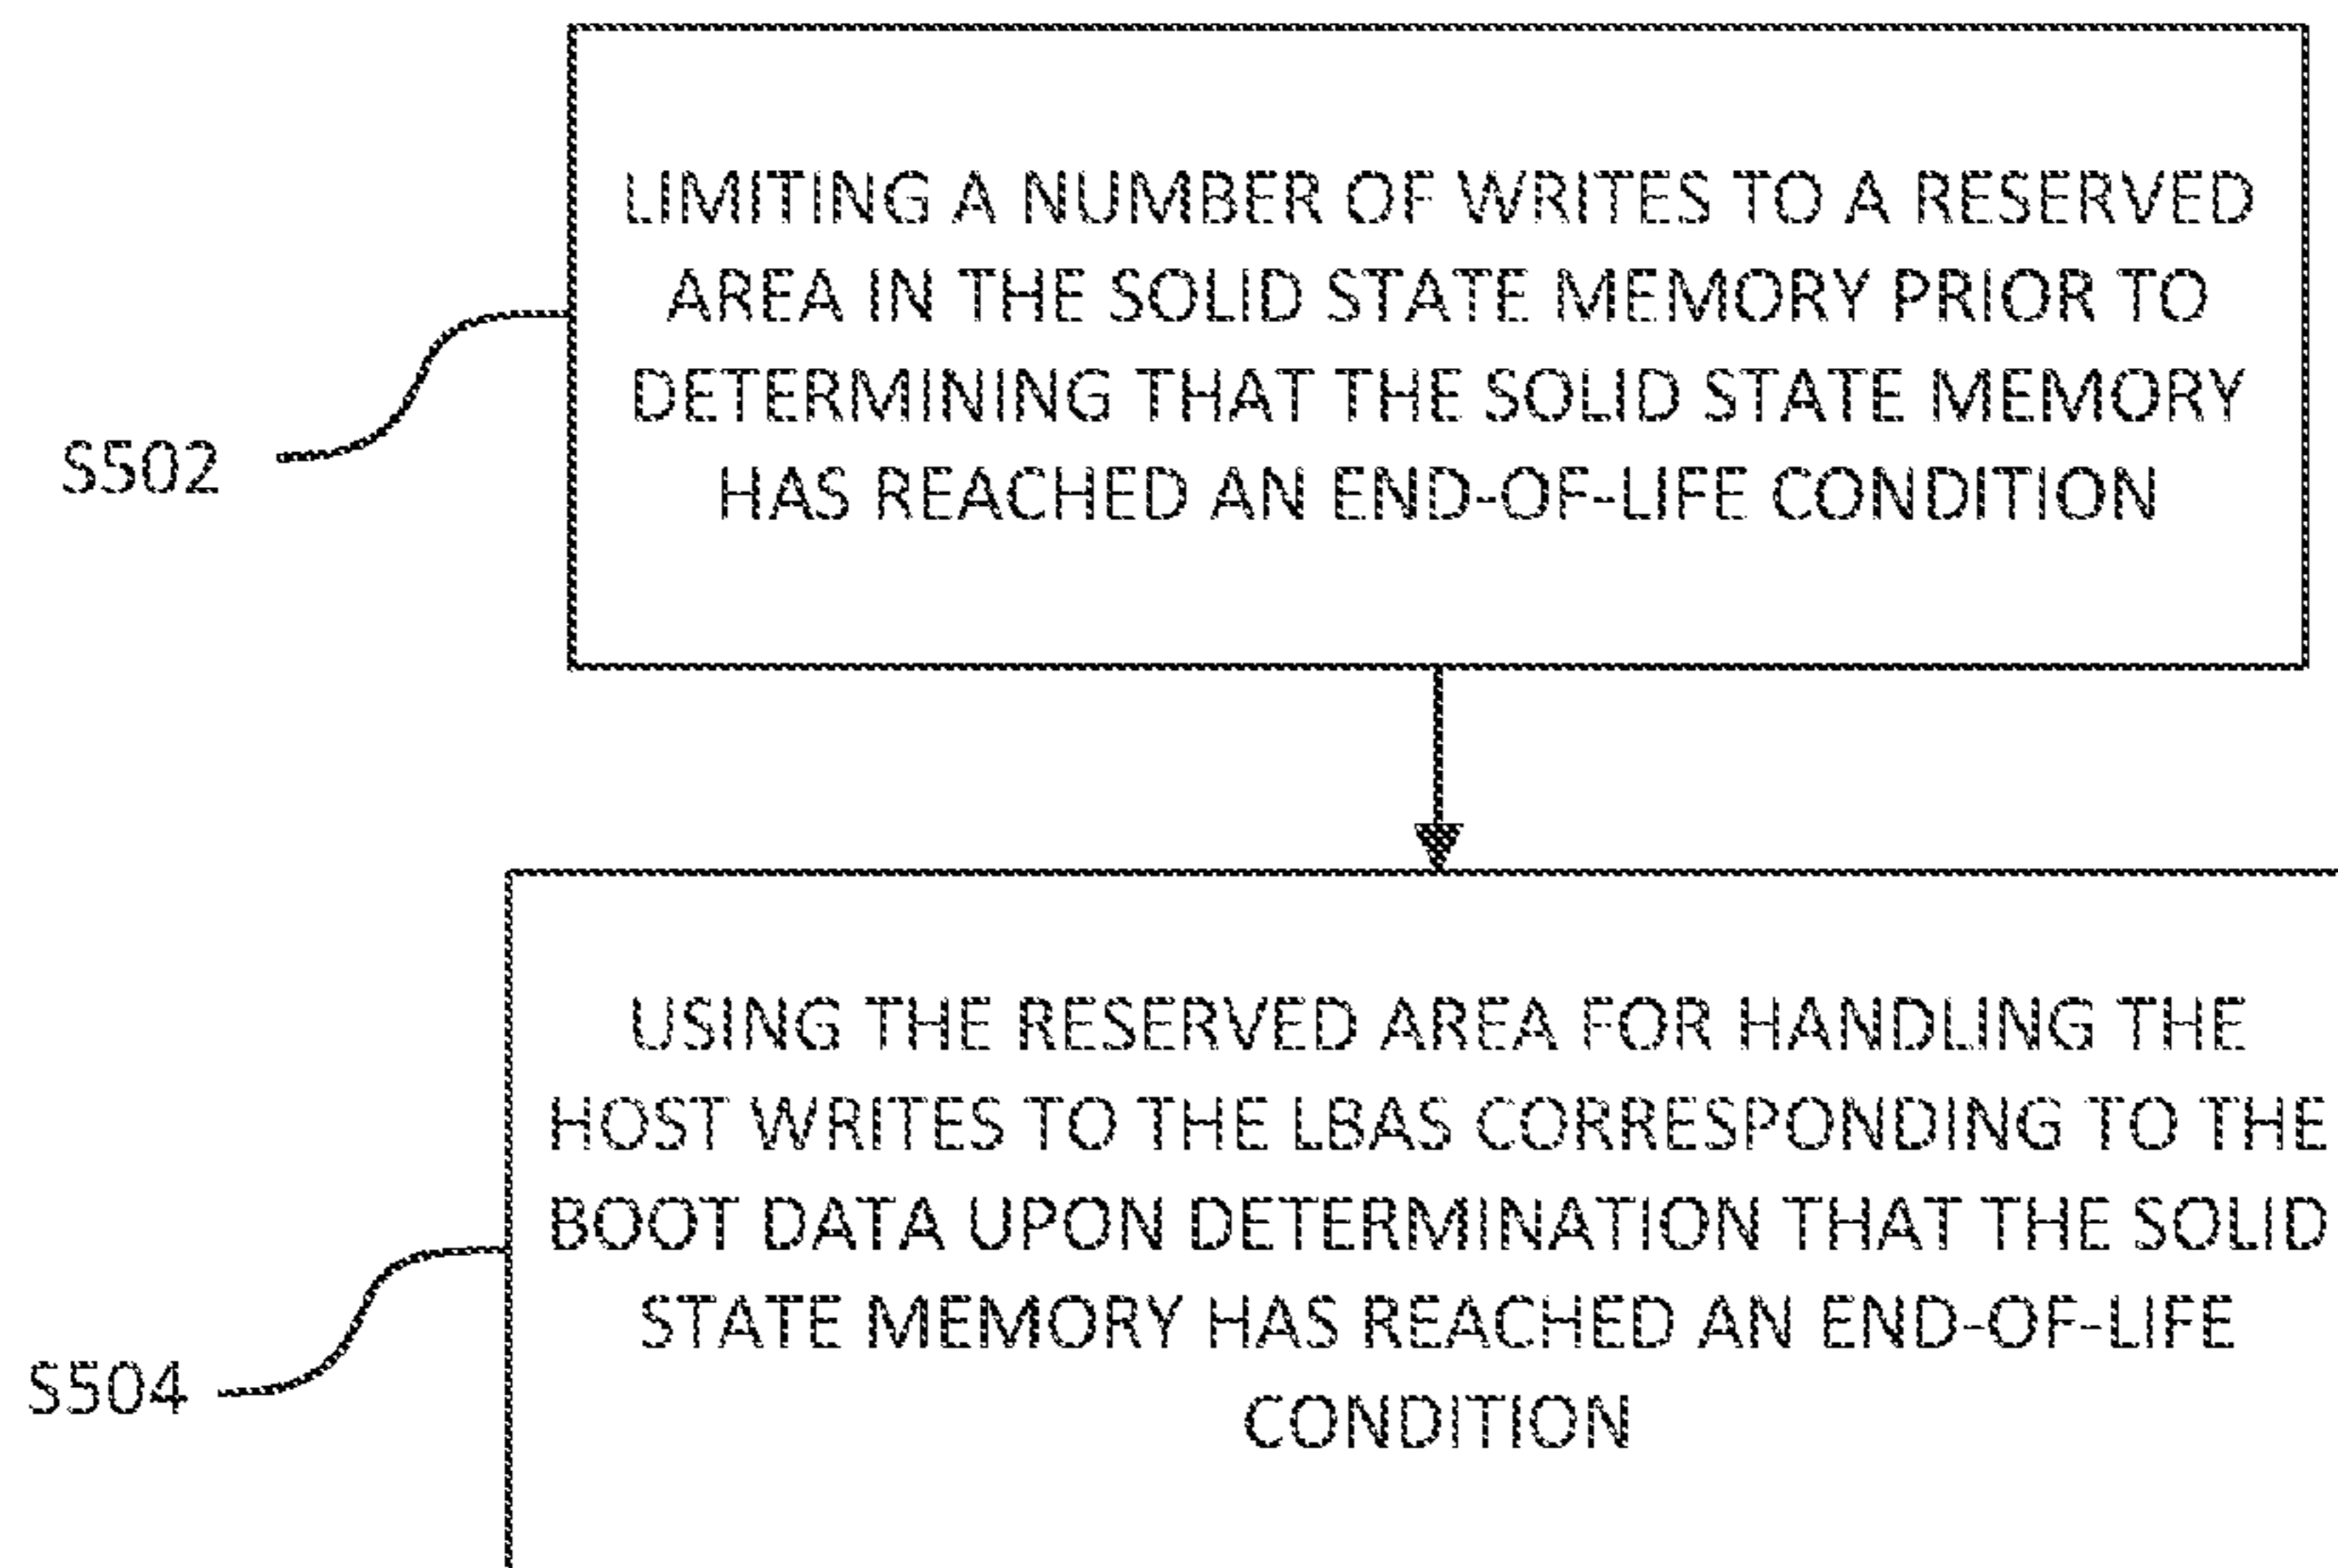 LIMITING A NUMBER OF WRITES TO A RESERVED
AREA IN THE SOLID STATE MEMORY PRIOR TO
DETERMINING THAT THE SOLID STATE MEMORY
HAS REACHED AN END-OF-LIFE CONDITION
S502
USING THE RESERVED AREA FOR HANDLING THE
HOST WRITES TO THE LBAS CORRESPONDING TO THE
BOOT DATA UPON DETERMINATION THAT THE SOLID
STATE MEMORY HAS REACHED AN END-OF-LIFE
CONDITION
S504